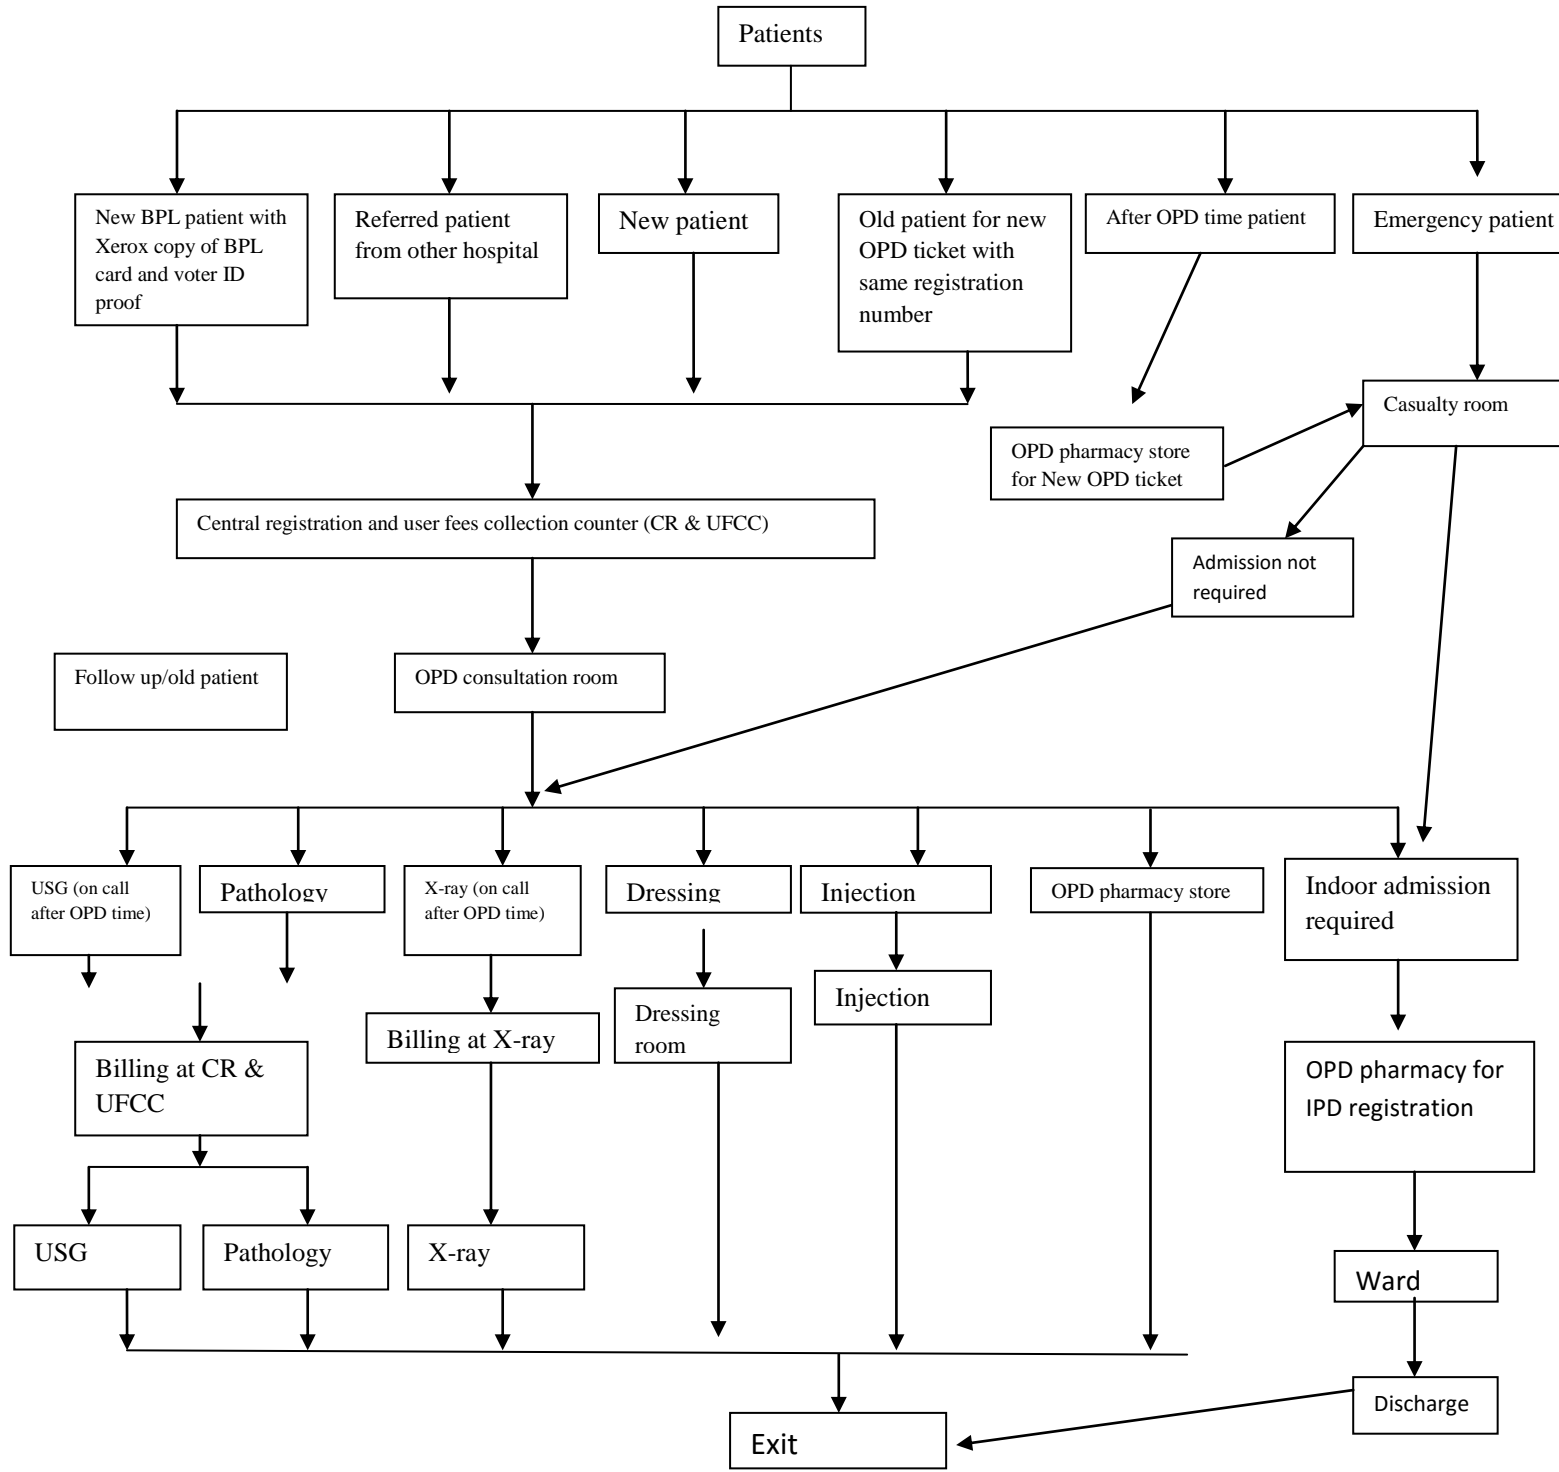 Patients
New BPL patient with
Xerox copy of BPL
card and voter ID
proof
Referred patient
from other hospital
New patient
Old patient for new
OPD ticket with
same registration
number
After OPD time patient
Emergency patient
Casualty room
OPD pharmacy store
for New OPD ticket
Central registration and user fees collection counter (CR & UFCC)
Admission not
required
Follow up/old patient
OPD consultation room
USG (on call
after OPD time)
Pathology
X-ray (on call
after OPD time)
Dressing
Injection
OPD pharmacy store
Indoor admission
required
Billing at CR &
UFCC
Billing at X-ray
Dressing
room
Injection
OPD pharmacy for
IPD registration
USG
Pathology
X-ray
Ward
Discharge
Exit